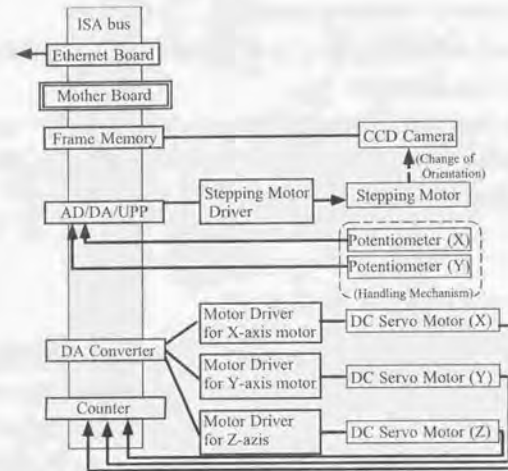 ISA bus
Ethernet Board
Mother Board
Frame Memory
CCD Camera
(Change of
Orientation)
Stepping Motor
Driver
Stepping Motor
AD/DA/UPP
Potentiometer (X)
Potentiometer (Y)
(Handling Mechanism)
Motor Driver
for X-axis motor
DC Servo Motor (X)
DA Converter
Motor Driver
for Y-axis motor
DC Servo Motor (Y)
Counter
Motor Driver
for Z-azis
DC Servo Motor (Z)